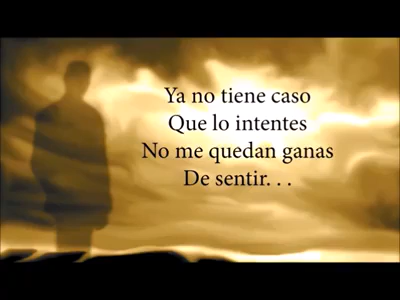 Ya no tiene caso
Que lo intentes
No me quedan ganas
De sentir. . .